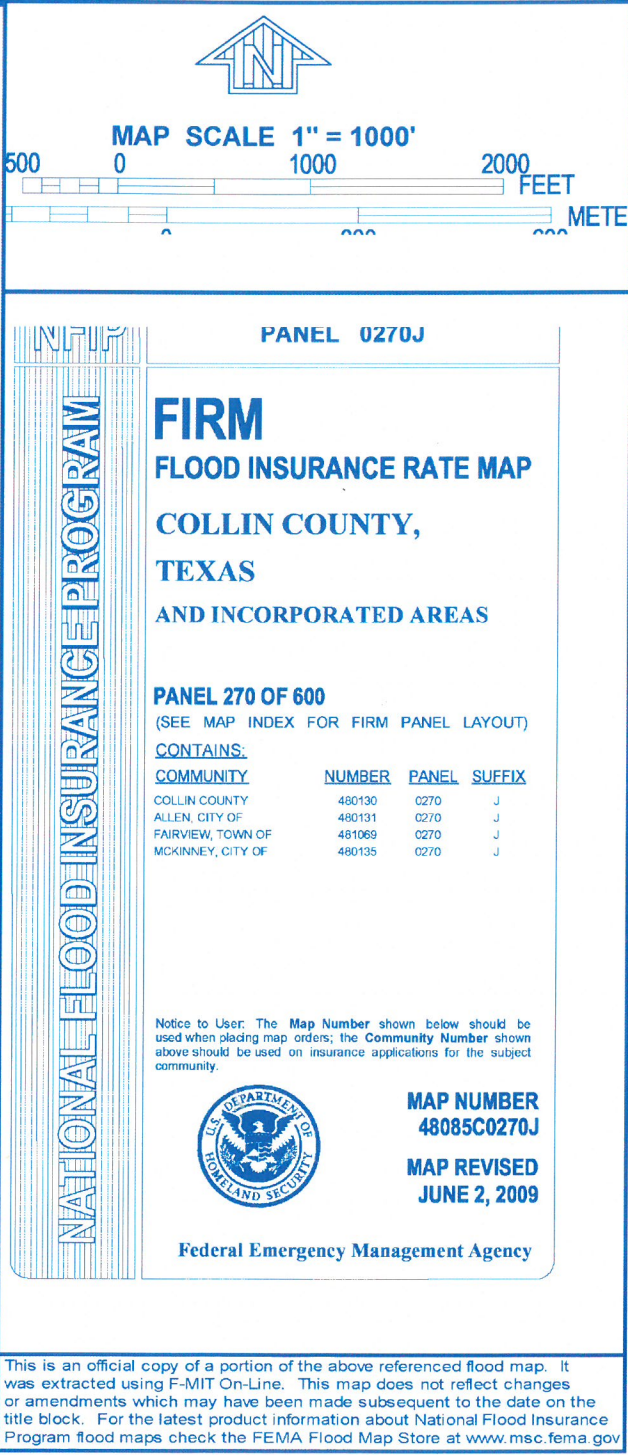 N
MAP SCALE 1" = 1000'
500 0 1000 2000
FEET
METE
NFIP
PANEL 0270J
NATIONAL FLOOD INSURANCE PROGRAM
FIRM
FLOOD INSURANCE RATE MAP
COLLIN COUNTY,
TEXAS
AND INCORPORATED AREAS
PANEL 270 OF 600
(SEE MAP INDEX FOR FIRM PANEL LAYOUT)
CONTAINS:
COMMUNITY NUMBER PANEL SUFFIX
COLLIN COUNTY 480130 0270 J
ALLEN, CITY OF 480131 0270 J
FAIRVIEW, TOWN OF 481069 0270 J
MCKINNEY, CITY OF 480135 0270 J
Notice to User: The Map Number shown below should be
used when placing map orders; the Community Number shown
above should be used on insurance applications for the subject
community.
U.S. DEPARTMENT OF
HOMELAND SECURITY
MAP NUMBER
48085C0270J
MAP REVISED
JUNE 2, 2009
Federal Emergency Management Agency
This is an official copy of a portion of the above referenced flood map. It
was extracted using F-MIT On-Line. This map does not reflect changes
or amendments which may have been made subsequent to the date on the
title block. For the latest product information about National Flood Insurance
Program flood maps check the FEMA Flood Map Store at www.msc.fema.gov